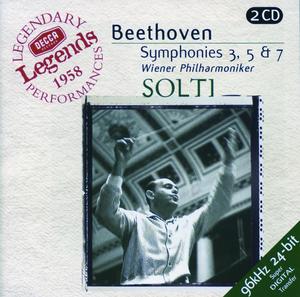 LEGENDARY
DECCA
Legends
1958
PERFORMANCES
2 CD
Beethoven
Symphonies 3, 5 & 7
Wiener Philharmoniker
SOLTI
96kHz 24-bit
Super
DIGITAL
Transfer